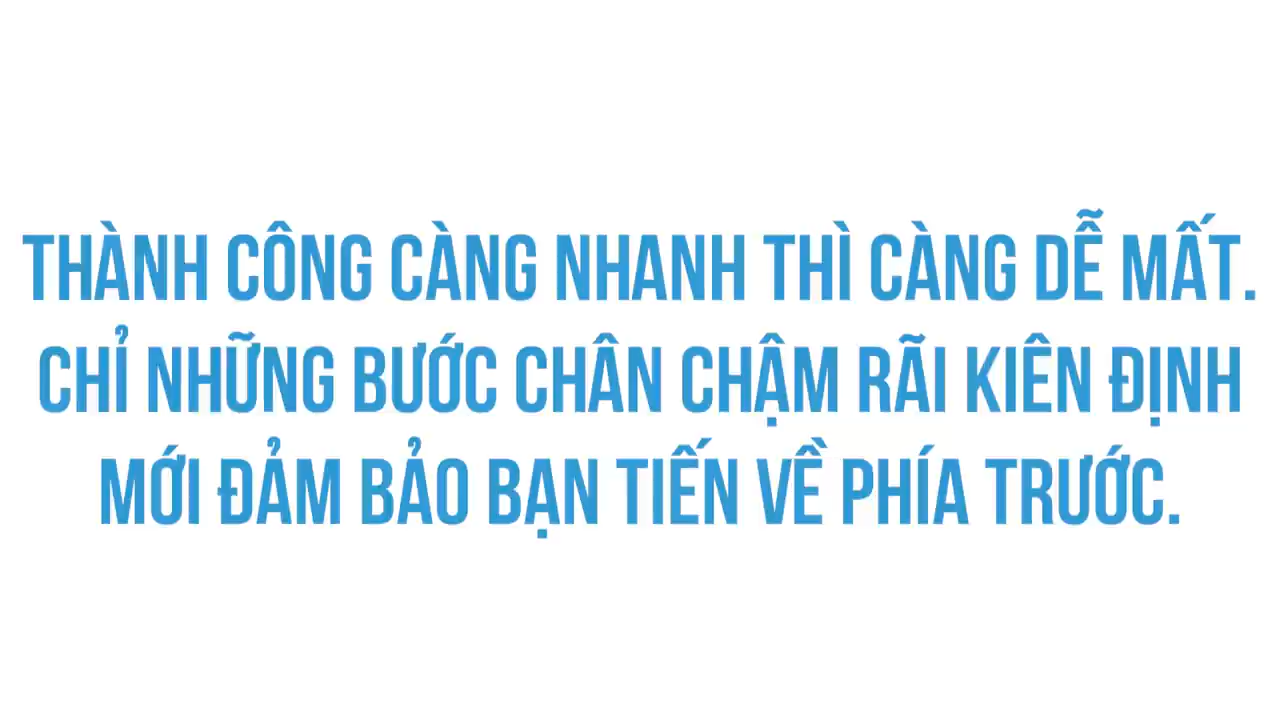 THÀNH CÔNG CÀNG NHANH THÌ CÀNG DỄ MẤT.
CHỈ NHỮNG BƯỚC CHÂN CHẬM RÃI KIÊN ĐỊNH
MỚI ĐẢM BẢO BẠN TIẾN VỀ PHÍA TRƯỚC.